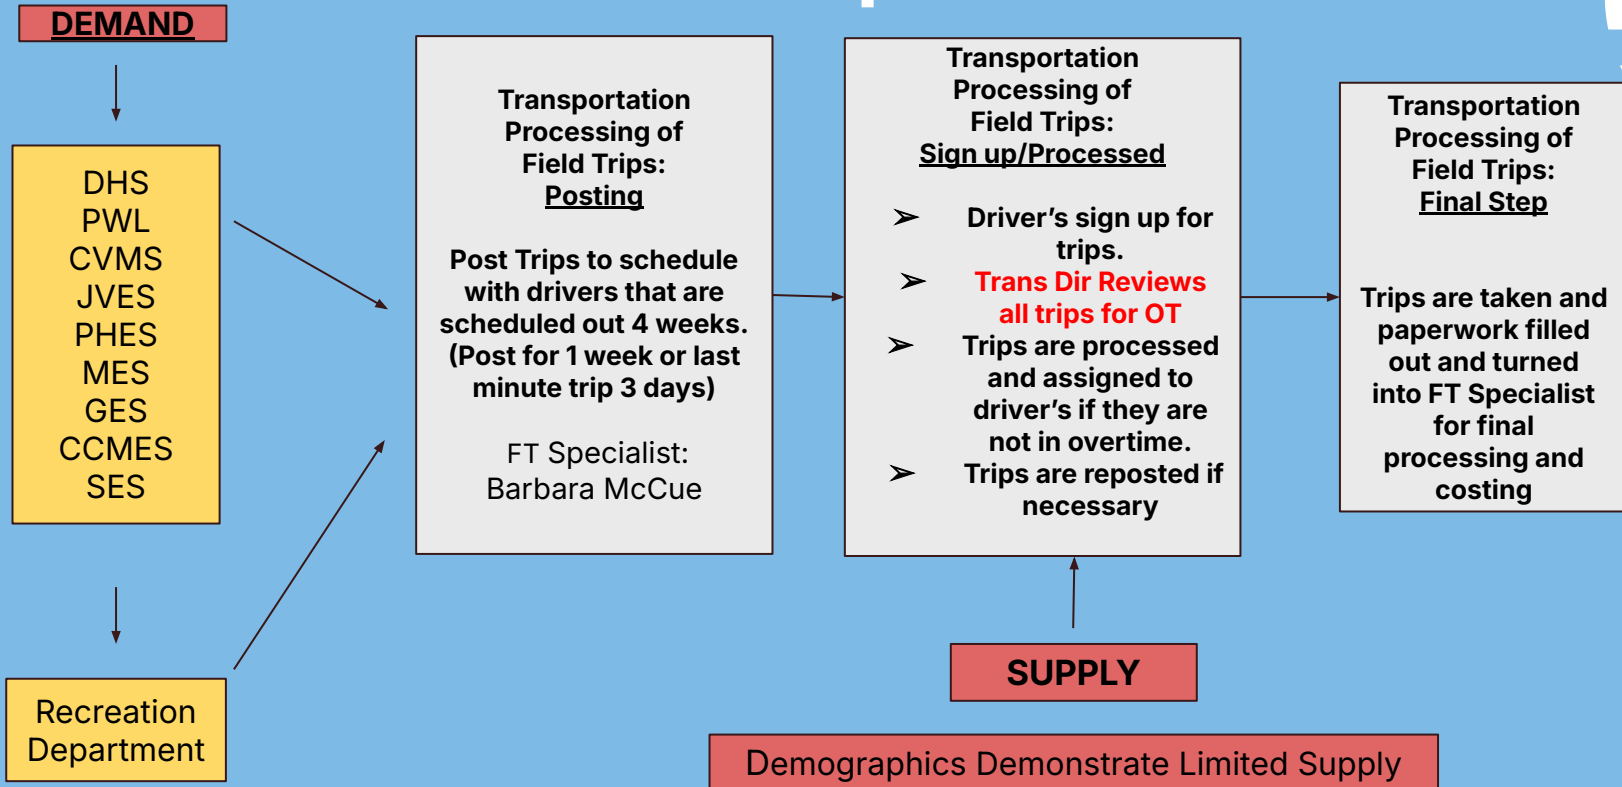 DEMAND
DHS
PWL
CVMS
JVES
PHES
MES
GES
CCMES
SES
Recreation
Department
Transportation
Processing of
Field Trips:
Posting
Post Trips to schedule
with drivers that are
scheduled out 4 weeks.
(Post for 1 week or last
minute trip 3 days)
FT Specialist:
Barbara McCue
Transportation
Processing of
Field Trips:
Sign up/Processed
➢ Driver’s sign up for
trips.
➢ Trans Dir Reviews
all trips for OT
➢ Trips are processed
and assigned to
driver’s if they are
not in overtime.
➢ Trips are reposted if
necessary
SUPPLY
Demographics Demonstrate Limited Supply
Transportation
Processing of
Field Trips:
Final Step
Trips are taken and
paperwork filled
out and turned
into FT Specialist
for final
processing and
costing